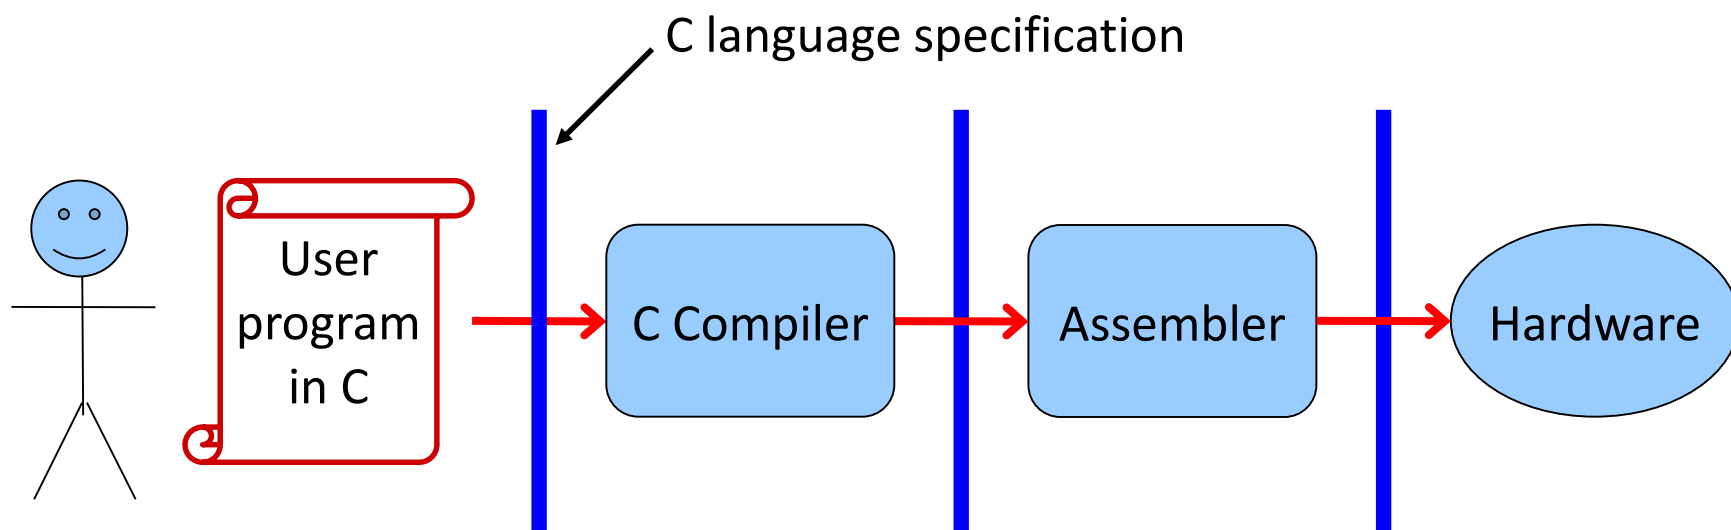 C language specification
User
program
in C
C Compiler
Assembler
Hardware